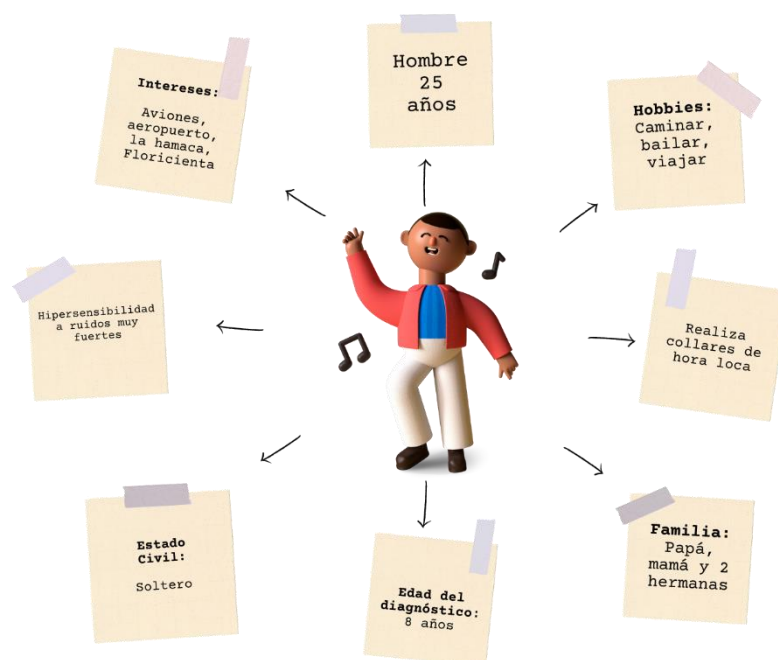 Hombre
25
años
Intereses:
Aviones,
aeropuerto,
la hamaca,
Floricienta
Hobbies:
Caminar,
bailar,
viajar
Hipersensibilidad
a ruidos muy
fuertes
Realiza
collares de
hora loca
Estado
Civil:
Soltero
Edad del
diagnóstico:
8 años
Familia:
Papá,
mamá y 2
hermanas